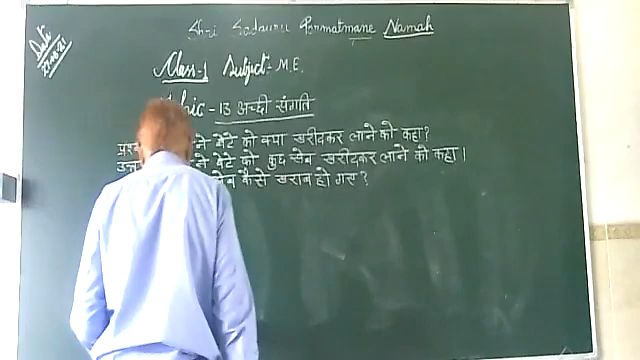 Shri Sadguru Parmatmane Namah
Date
Class-1 Subject- M.E.
-13 अच्छी संगति
प्रश्न ने बेटे को क्या खरीदकर लाने को कहा?
ने बेटे को कुछ सेब खरीदकर लाने को कहा।
सेब कैसे खराब हो गए?